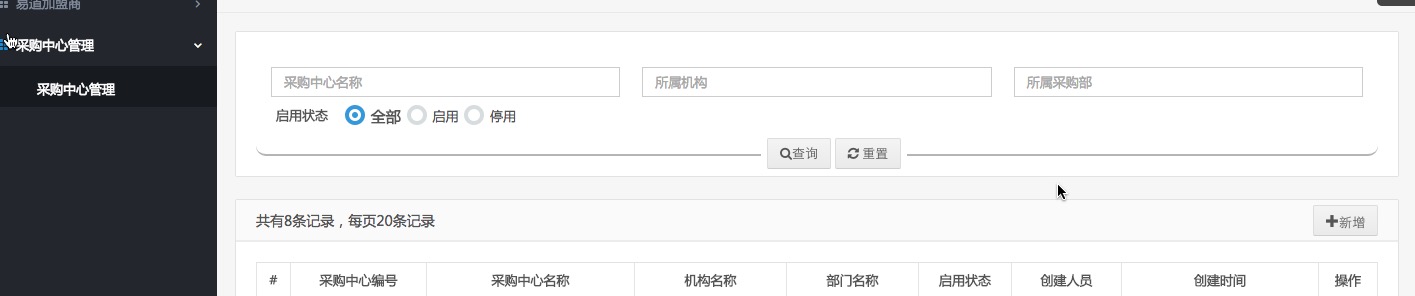 易道加盟商
采购中心管理
采购中心管理
采购中心名称 所属机构 所属采购部
启用状态 全部 启用 停用
查询 重置
共有8条记录，每页20条记录 新增
# 采购中心编号 采购中心名称 机构名称 部门名称 启用状态 创建人员 创建时间 操作